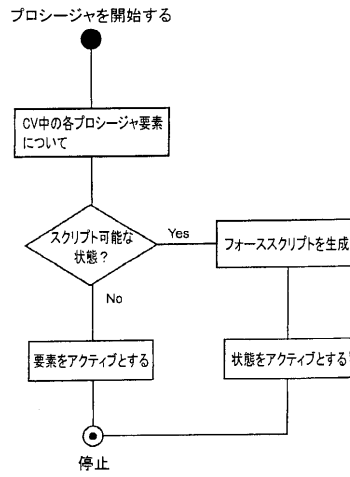 プロシージャを開始する
CV中の各プロシージャ要素
について
スクリプト可能な
状態？
Yes
フォーススクリプトを生成
No
要素をアクティブとする
状態をアクティブとする
停止